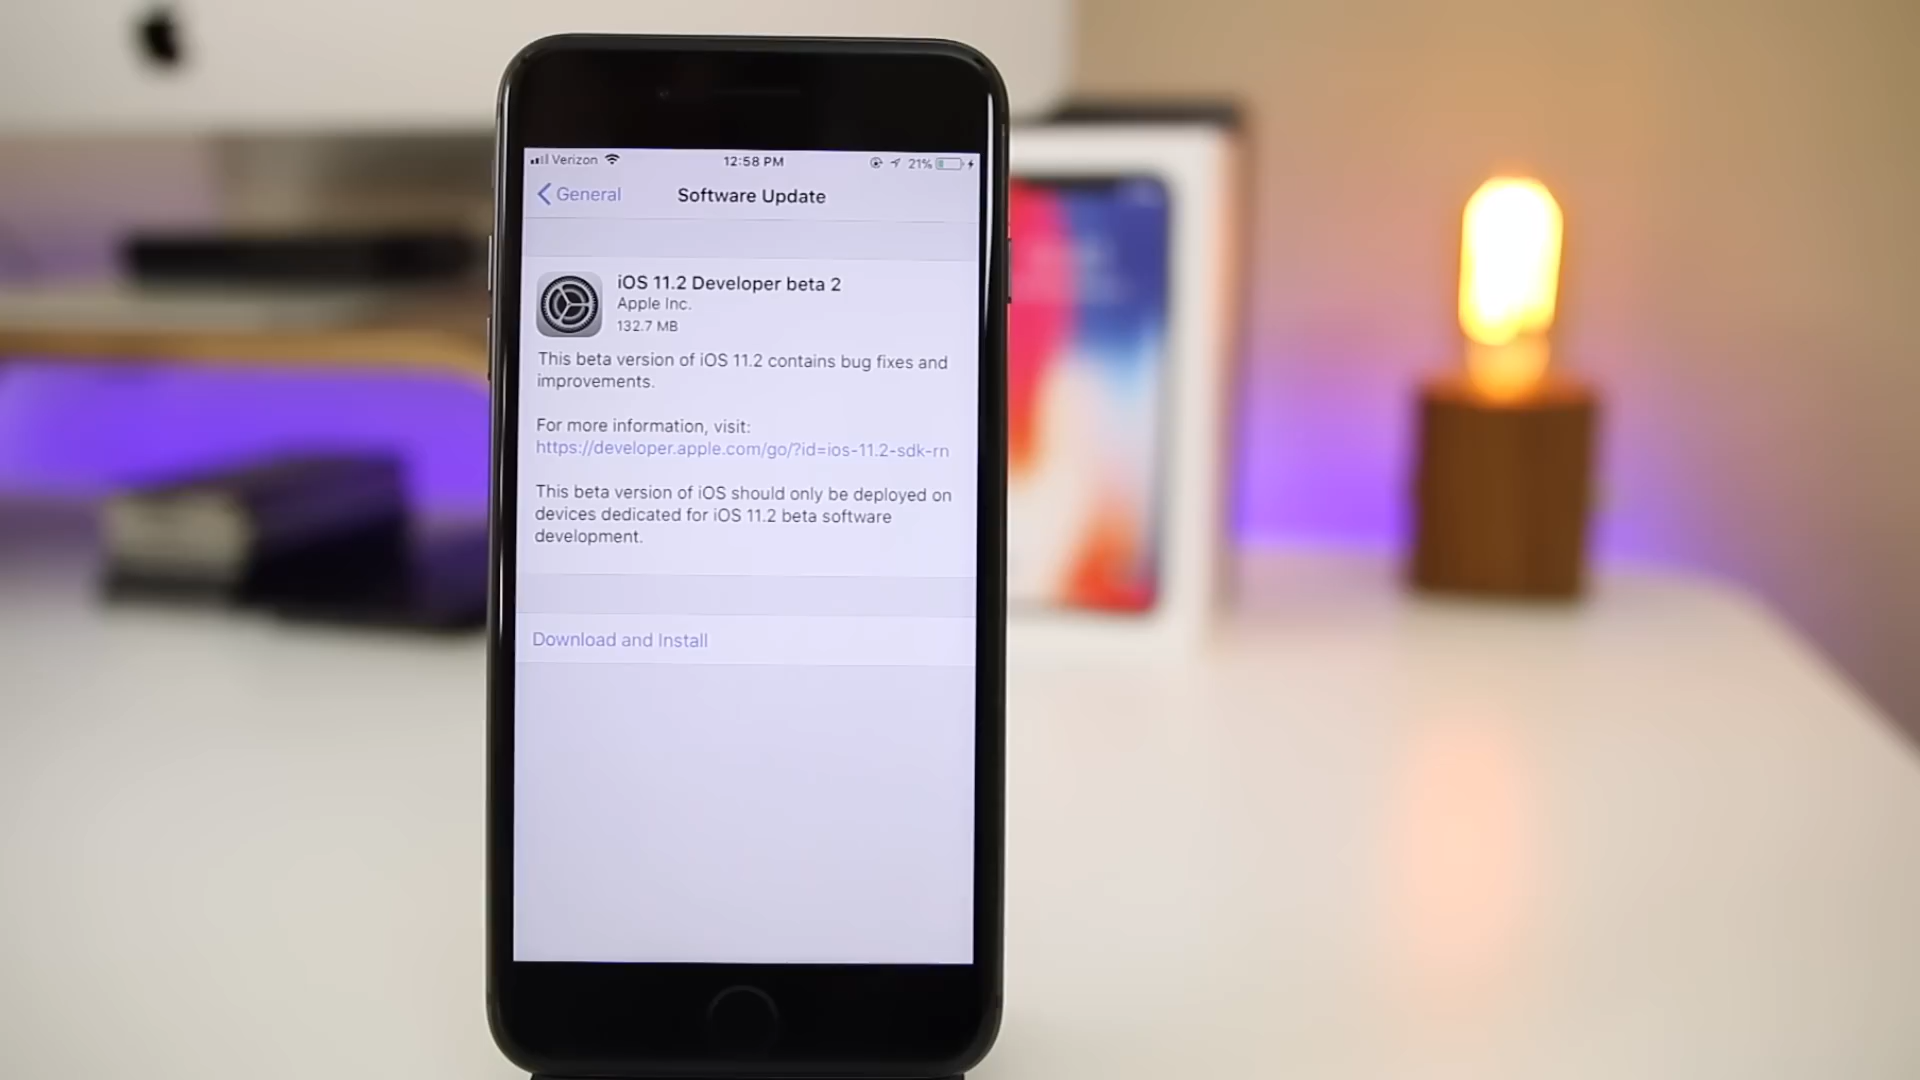 Verizon 12:58 PM 21%
General Software Update
iOS 11.2 Developer beta 2
Apple Inc.
132.7 MB
This beta version of iOS 11.2 contains bug fixes and
improvements.
For more information, visit:
https://developer.apple.com/go/?id=ios-11.2-sdk-rn
This beta version of iOS should only be deployed on
devices dedicated for iOS 11.2 beta software
development.
Download and Install